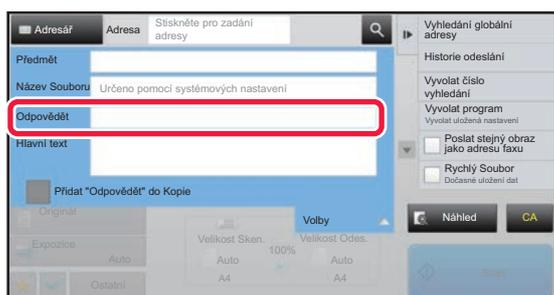 Adresář
Adresa
Stiskněte pro zadání
adresy
Předmět
Název Souboru
Určeno pomocí systémových nastavení
Odpovědět
Hlavní text
Přidat "Odpovědět" do Kopie
Volby
Originál
Expozice
Auto
Ostatní
Velikost Sken.
100%
Velikost Odes.
Auto
Auto
A4
A4
Vyhledání globální
adresy
Historie odeslání
Vyvolat číslo
vyhledání
Vyvolat program
Vyvolat uložená nastavení
Poslat stejný obraz
jako adresu faxu
Rychlý Soubor
Dočasné uložení dat
Náhled
CA
Start